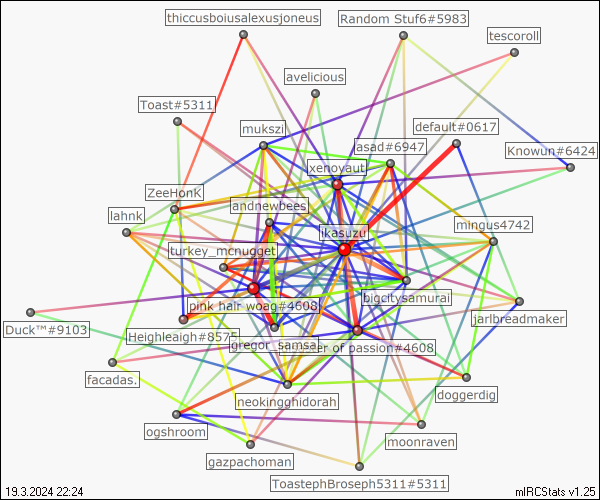 thiccusboiusalexusjoneus
Random Stuf6#5983
tescoroll
avelicious
Toast#5311
mukszi
default#0617
asad#6947
Knowun#6424
xenoyaut
ZeeHonK
andnewbees
lahnk
mingus4742
ikasuzu
turkey_mcnugget
bigcitysamurai
pink hair woag#4608
jarlbreadmaker
Duck™#9103
Heighleaigh#8575
gregor_samsa
er of passion#4608
facadas.
neokingghidorah
doggerdig
ogshroom
moonraven
gazpachoman
ToastephBroseph5311#5311
19.3.2024 22:24
mIRCStats v1.25